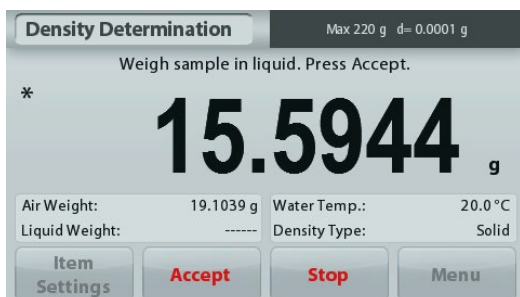 Density Determination
Max 220 g d= 0.0001 g
Weigh sample in liquid. Press Accept.
*
15.5944 g
Air Weight: 19.1039 g Water Temp.: 20.0°C
Liquid Weight: ------ Density Type: Solid
Item Settings Accept Stop Menu